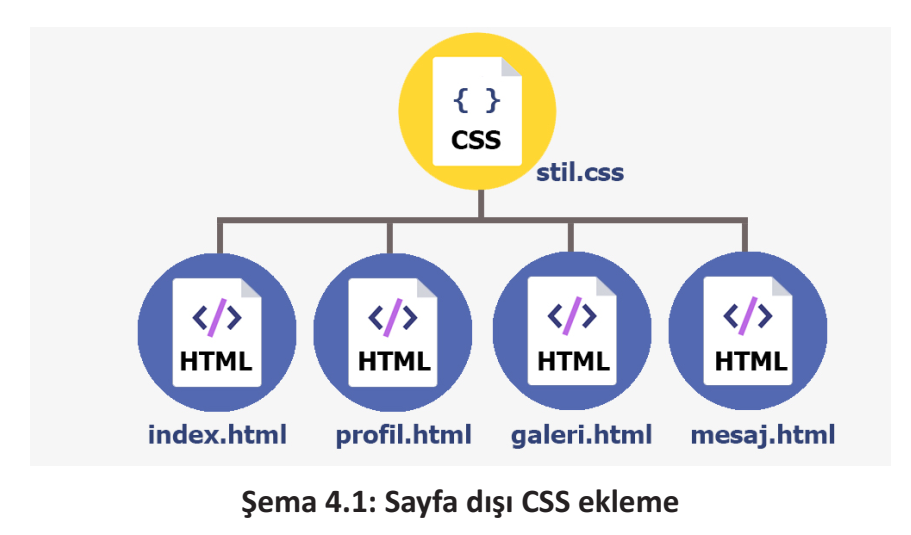 { }
CSS
stil.css
</>
HTML
</>
HTML
</>
HTML
</>
HTML
index.html
profil.html
galeri.html
mesaj.html
Şema 4.1: Sayfa dışı CSS ekleme